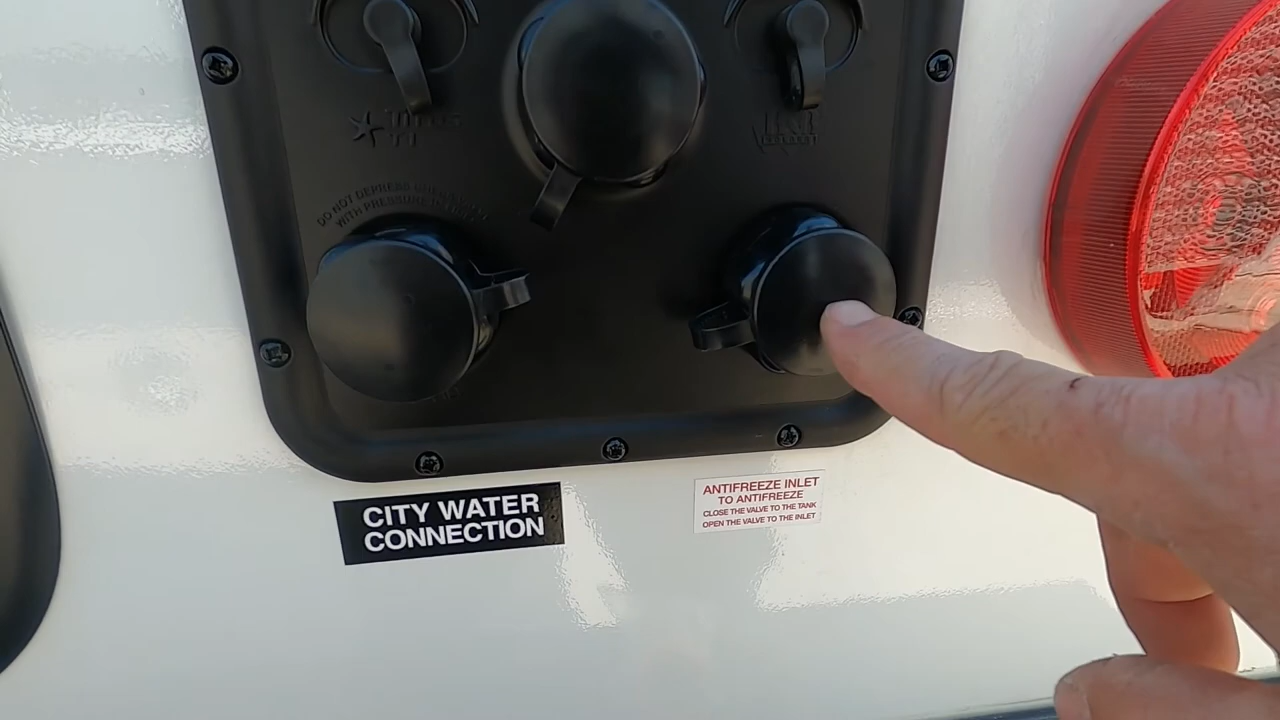 DO NOT DEPRESS
WITH PRESSURE
CITY WATER
CONNECTION
ANTIFREEZE INLET
TO ANTIFREEZE
CLOSE THE VALVE TO THE TANK
OPEN THE VALVE TO THE INLET